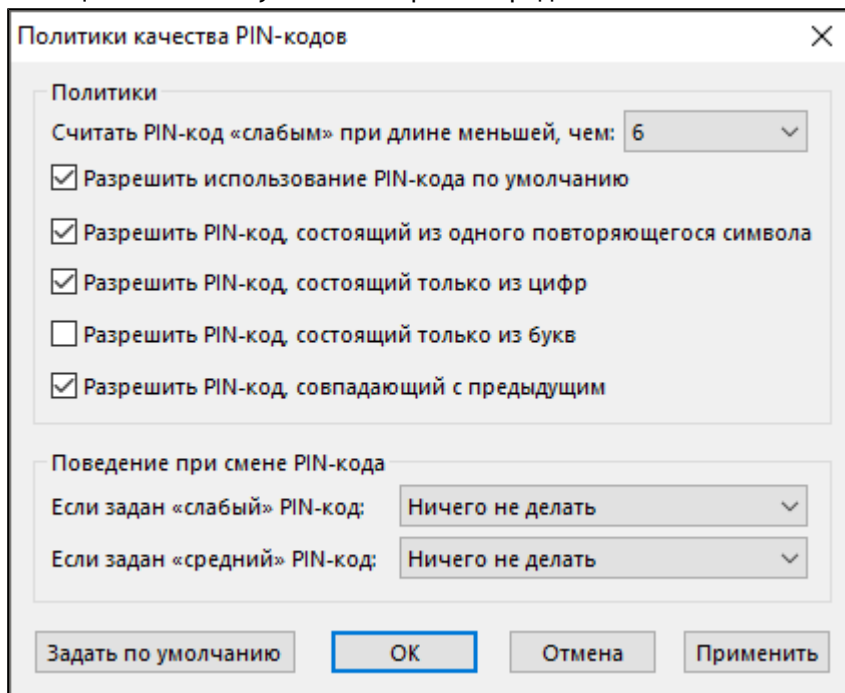 Политики качества PIN-кодов
Политики
Считать PIN-код «слабым» при длине меньшей, чем: 6
Разрешить использование PIN-кода по умолчанию
Разрешить PIN-код, состоящий из одного повторяющегося символа
Разрешить PIN-код, состоящий только из цифр
Разрешить PIN-код, состоящий только из букв
Разрешить PIN-код, совпадающий с предыдущим
Поведение при смене PIN-кода
Если задан «слабый» PIN-код: Ничего не делать
Если задан «средний» PIN-код: Ничего не делать
Задать по умолчанию ОК Отмена Применить